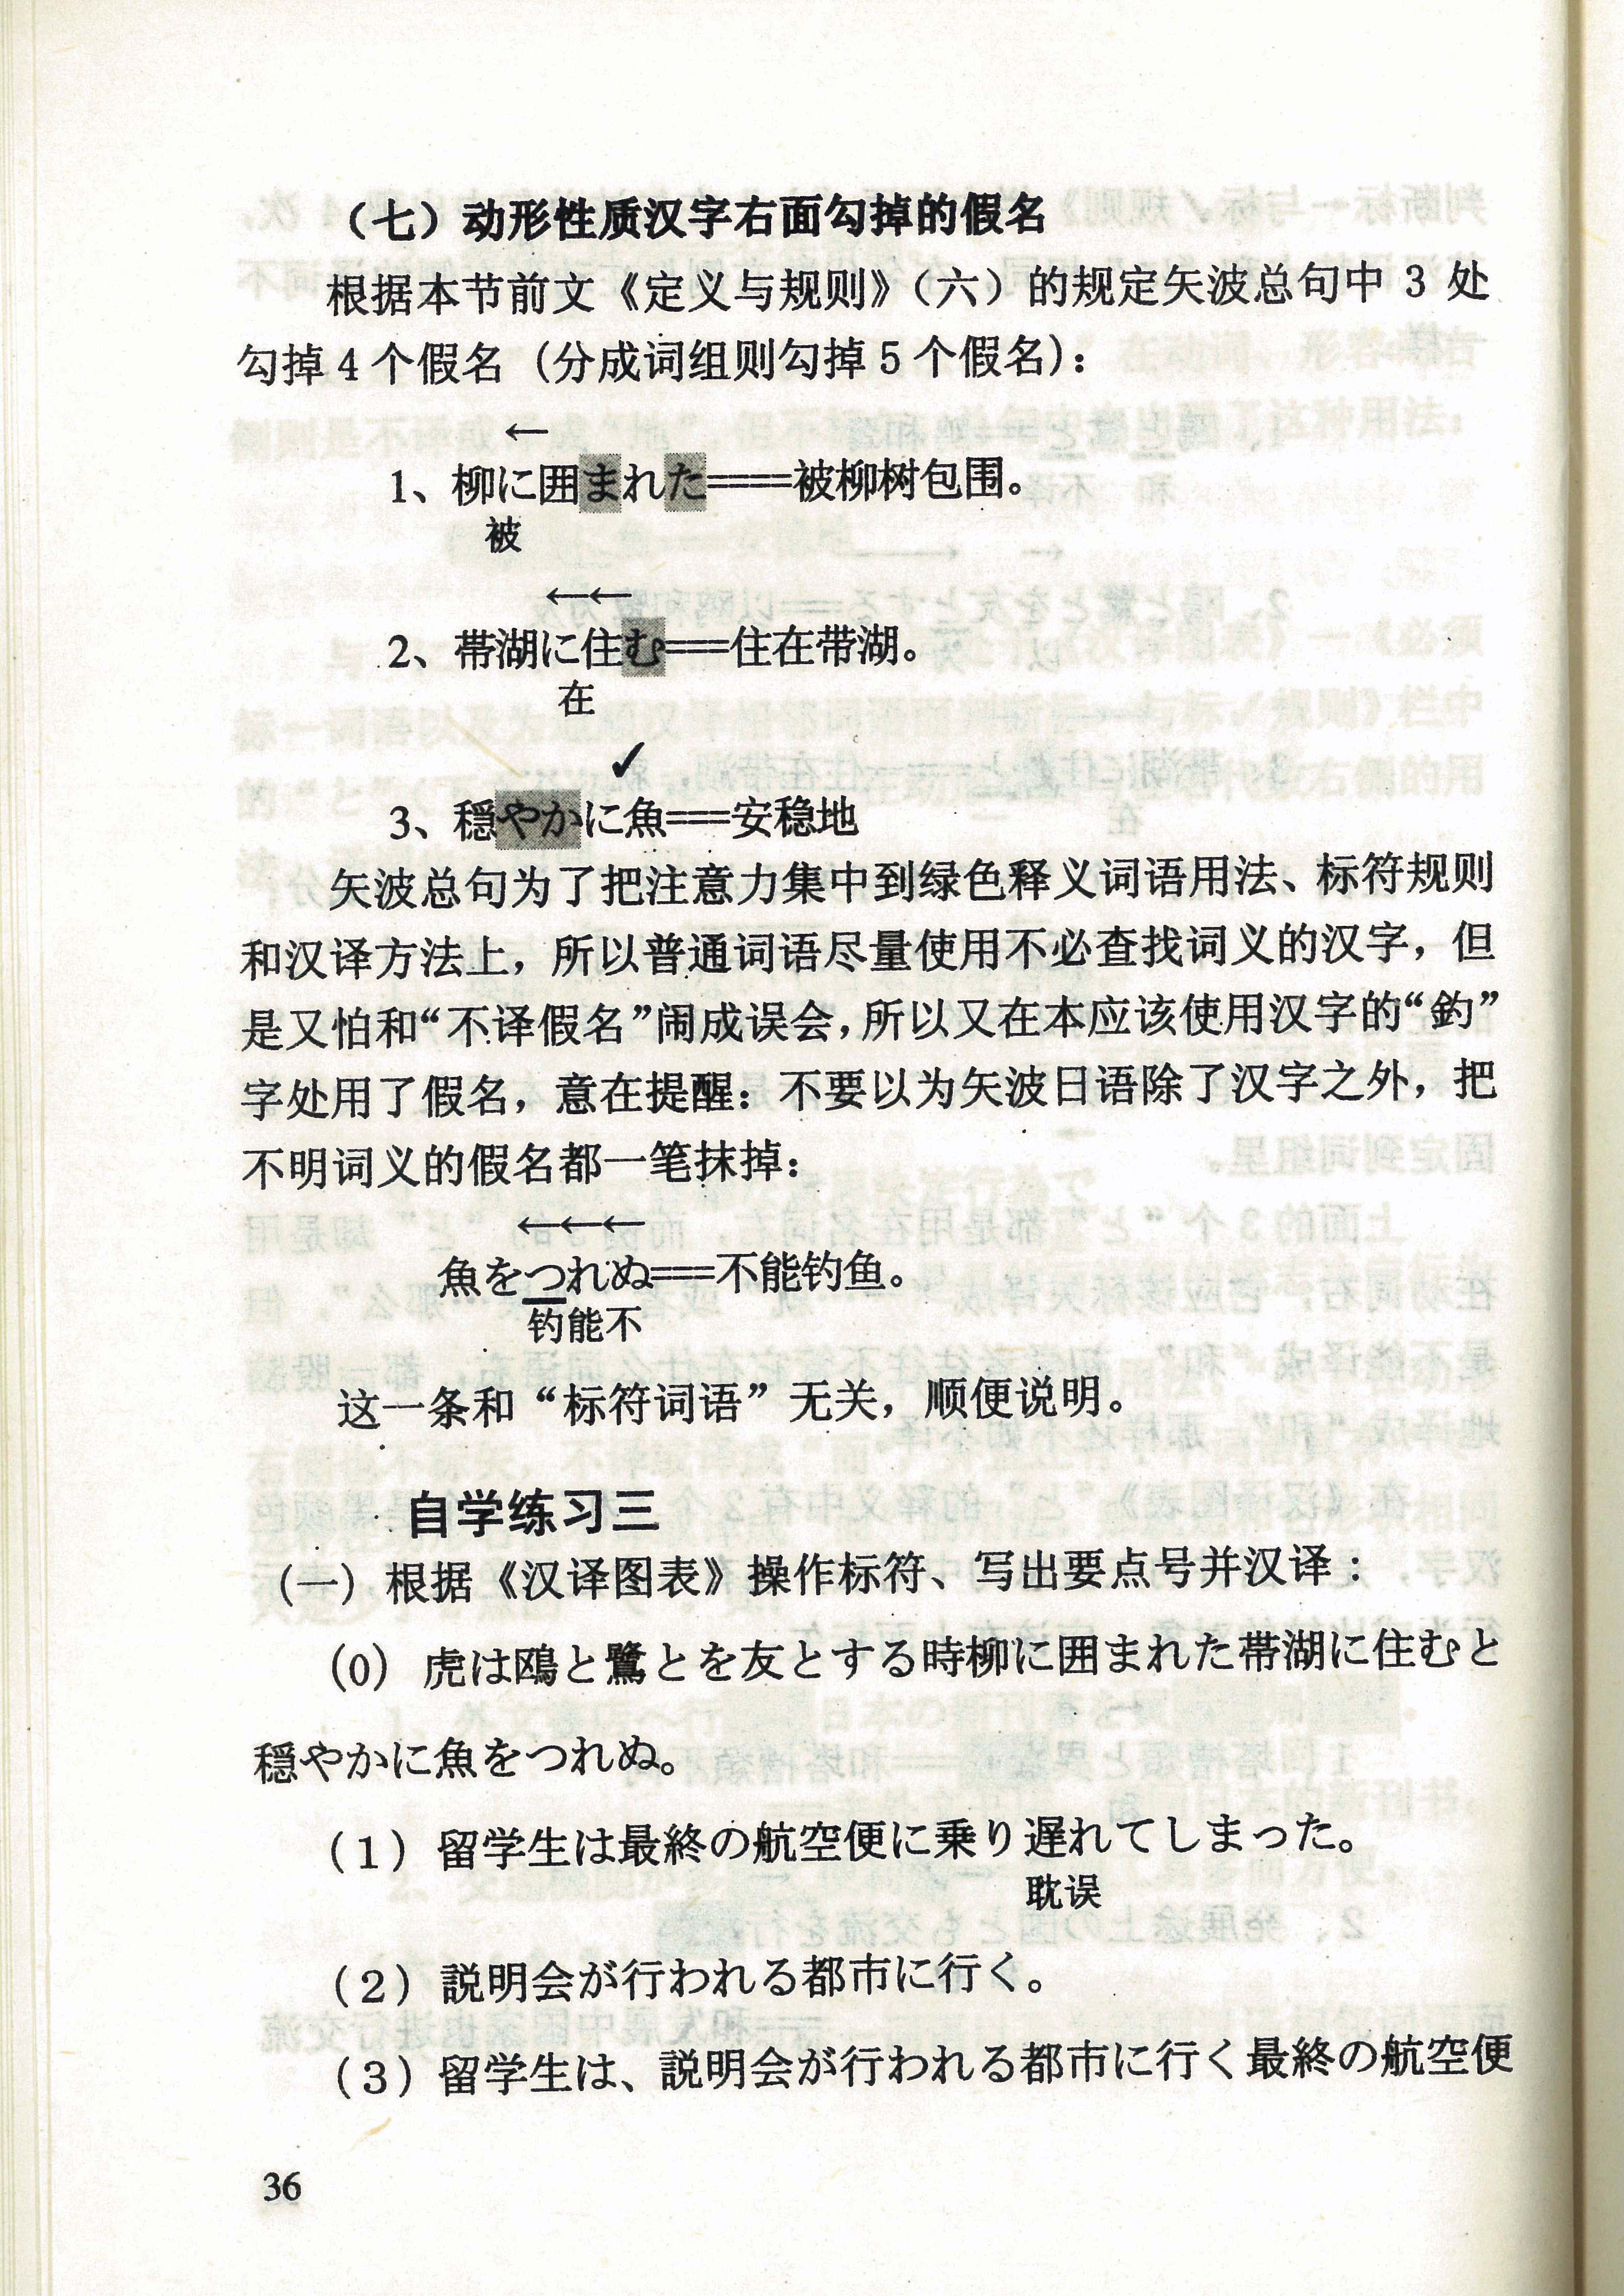 （七）动形性质汉字右面勾掉的假名
根据本节前文《定义与规则》（六）的规定矢波总句中 3 处
勾掉 4 个假名（分成词组则勾掉 5 个假名）：
←
1、柳に囲まれた====被柳树包围。
被
←←
2、帯湖に住む===住在带湖。
在
✓
3、穏やかに魚===安稳地
矢波总句为了把注意力集中到绿色释义词语用法、标符规则
和汉译方法上，所以普通词语尽量使用不必查找词义的汉字，但
是又怕和“不译假名”闹成误会，所以又在本应该使用汉字的“釣”
字处用了假名，意在提醒：不要以为矢波日语除了汉字之外，把
不明词义的假名都一笔抹掉：
←←←
魚をつれぬ===不能钓鱼。
钓能不
这一条和“标符词语”无关，顺便说明。
自学练习三
（一）根据《汉译图表》操作标符、写出要点号并汉译：
（0）虎は鴎と鷺とを友とする時柳に囲まれた帯湖に住むと
穏やかに魚をつれぬ。
（1）留学生は最終の航空便に乗り遅れてしまった。
耽误
（2）説明会が行われる都市に行く。
（3）留学生は、説明会が行われる都市に行く最終の航空便
36